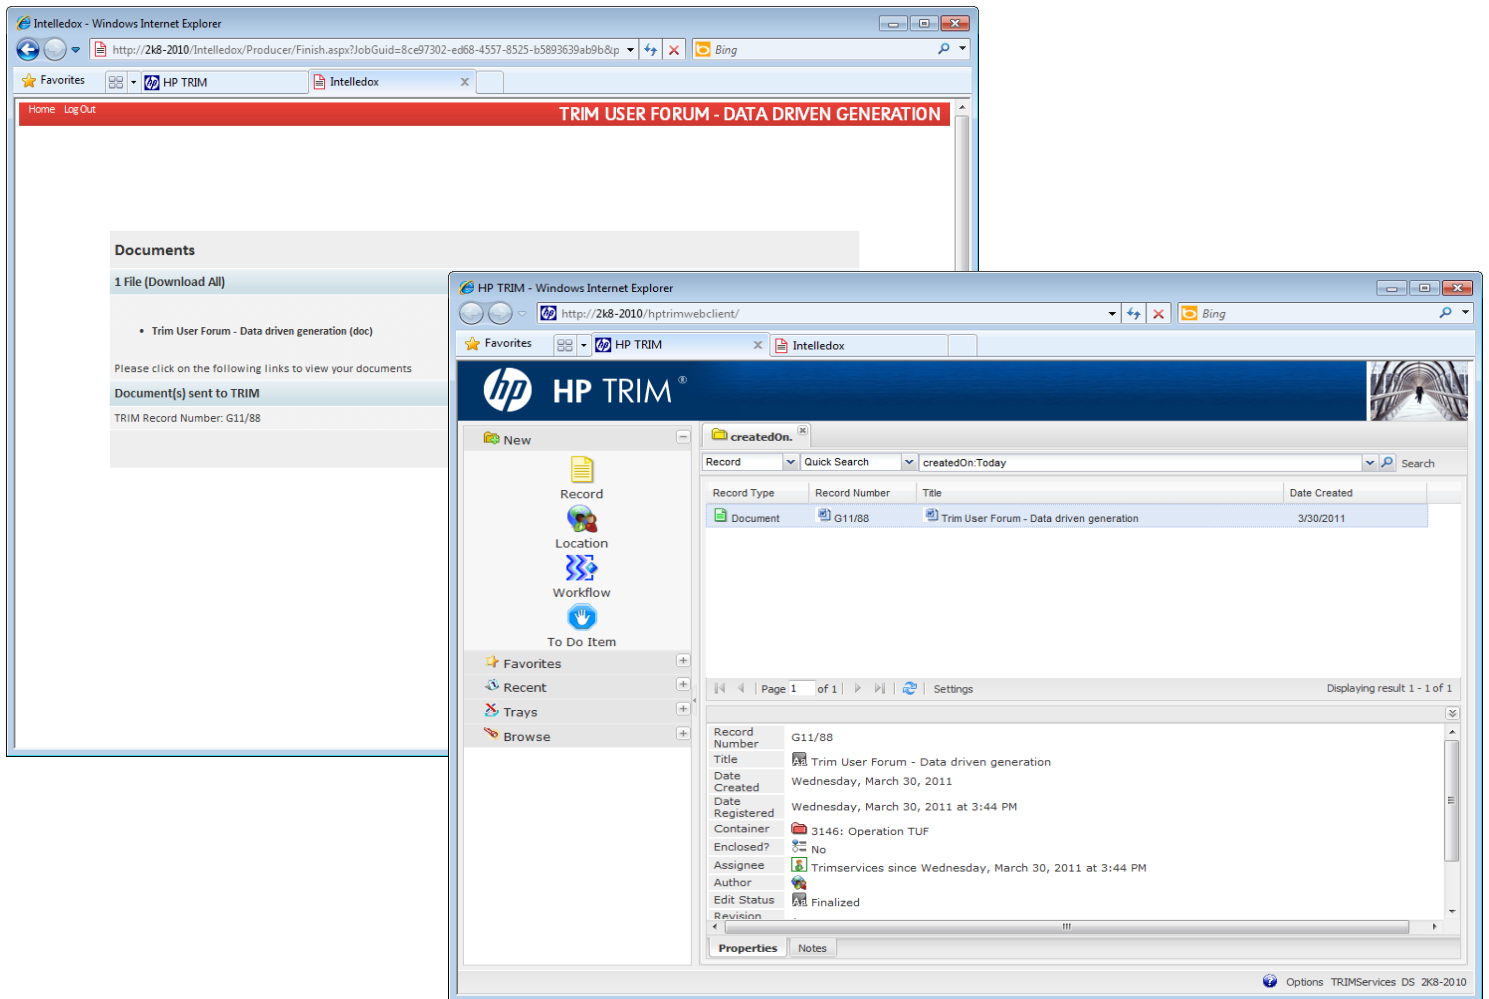 Intelledox - Windows Internet Explorer
http://2k8-2010/Intelledox/Producer/Finish.aspx?JobGuid=8ce97302-ed68-4557-8525-b5893639ab9b&p
Bing
Favorites
HP TRIM
Intelledox
Home Log Out
TRIM USER FORUM - DATA DRIVEN GENERATION
Documents
1 File (Download All)
• Trim User Forum - Data driven generation (doc)
Please click on the following links to view your documents
Document(s) sent to TRIM
TRIM Record Number: G11/88
HP TRIM - Windows Internet Explorer
http://2k8-2010/hptrimwebclient/
Bing
Favorites
HP TRIM
Intelledox
hp HP TRIM ®
New
Record
Location
Workflow
To Do Item
Favorites
Recent
Trays
Browse
createdOn.
Record Quick Search createdOn:Today Search
Record Type Record Number Title Date Created
Document G11/88 Trim User Forum - Data driven generation 3/30/2011
Page 1 of 1 Settings Displaying result 1 - 1 of 1
Record Number G11/88
Title Trim User Forum - Data driven generation
Date Created Wednesday, March 30, 2011
Date Registered Wednesday, March 30, 2011 at 3:44 PM
Container 3146: Operation TUF
Enclosed? No
Assignee Trimservices since Wednesday, March 30, 2011 at 3:44 PM
Author
Edit Status Finalized
Revision
Properties Notes
Options TRIMServices DS 2K8-2010